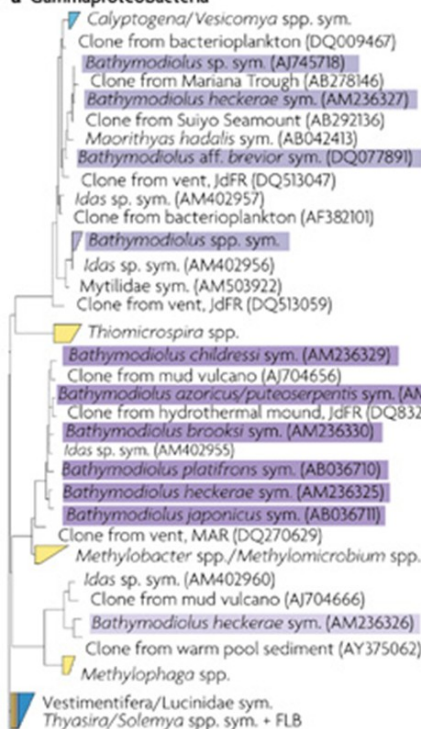 Calyptogena/Vesicomya spp. sym.
Clone from bacterioplankton (DQ009467)
Bathymodiolus sp. sym. (AJ745718)
Clone from Mariana Trough (AB278146)
Bathymodiolus heckerae sym. (AM236327)
Clone from Suiyo Seamount (AB292136)
Maorithyas hadalis sym. (AB042413)
Bathymodiolus aff. brevior sym. (DQ077891)
Clone from vent, JdFR (DQ513047)
Idas sp. sym. (AM402957)
Clone from bacterioplankton (AF382101)
Bathymodiolus spp. sym.
Idas sp. sym. (AM402956)
Mytilidae sym. (AM503922)
Clone from vent, JdFR (DQ513059)
Thiomicrospira spp.
Bathymodiolus childressi sym. (AM236329)
Clone from mud vulcano (AJ704656)
Bathymodiolus azoricus/puteoserpentis sym. (AM
Clone from hydrothermal mound, JdFR (DQ832
Bathymodiolus brooksi sym. (AM236330)
Idas sp. sym. (AM402955)
Bathymodiolus platifrons sym. (AB036710)
Bathymodiolus heckerae sym. (AM236325)
Bathymodiolus japonicus sym. (AB036711)
Clone from vent, MAR (DQ270629)
Methylobacter spp./Methylomicrobium spp.
Idas sp. sym. (AM402960)
Clone from mud vulcano (AJ704666)
Bathymodiolus heckerae sym. (AM236326)
Clone from warm pool sediment (AY375062)
Methylophaga spp.
Vestimentifera/Lucinidae sym.
Thyasira/Solemya spp. sym. + FLB